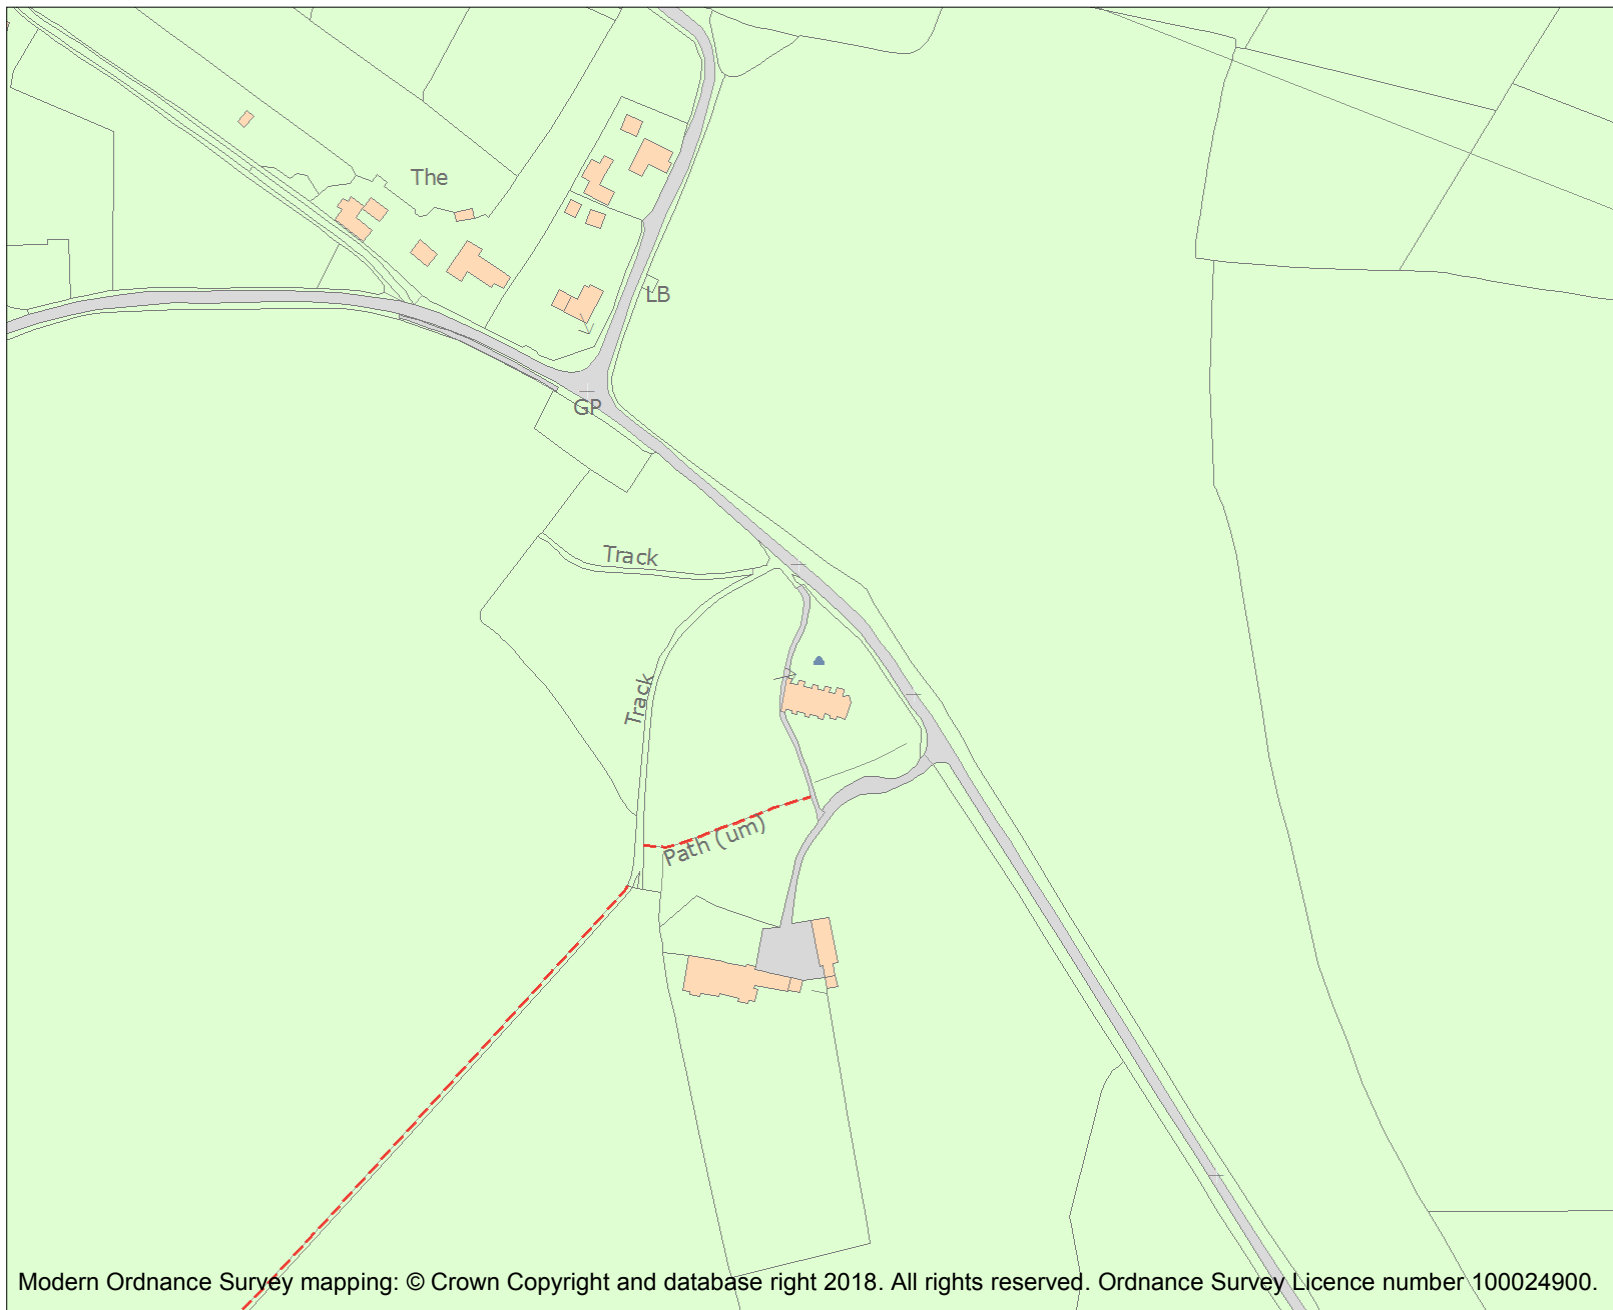 The
LB
GP
Track
Track
Path (um)
Modern Ordnance Survey mapping: © Crown Copyright and database right 2018. All rights reserved. Ordnance Survey Licence number 100024900.